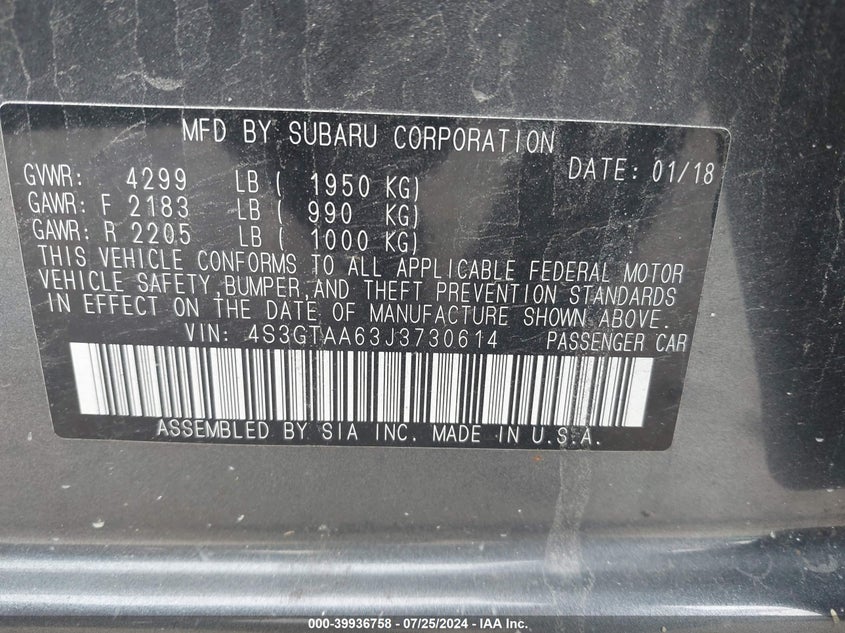 MFD BY SUBARU CORPORATION
DATE: 01/18
GVWR: 4299 LB ( 1950 KG)
GAWR: F 2183 LB ( 990 KG)
GAWR: R 2205 LB ( 1000 KG)
THIS VEHICLE CONFORMS TO ALL APPLICABLE FEDERAL MOTOR
VEHICLE SAFETY, BUMPER, AND THEFT PREVENTION STANDARDS
IN EFFECT ON THE DATE OF MANUFACTURE SHOWN ABOVE.
VIN: 4S3GTAA63J3730614 PASSENGER CAR
ASSEMBLED BY SIA INC. MADE IN U.S.A.
000-39936758 - 07/25/2024 - IAA Inc.